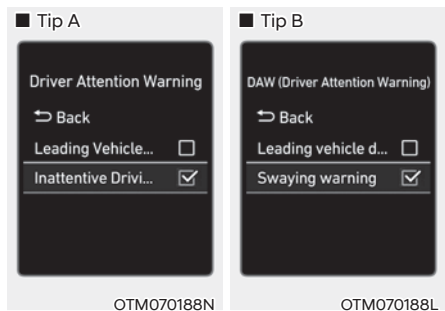 ■ Tip A
Driver Attention Warning
Back
Leading Vehicle...
Inattentive Drivi...
OTM070188N
■ Tip B
DAW (Driver Attention Warning)
Back
Leading vehicle d...
Swaying warning
OTM070188L